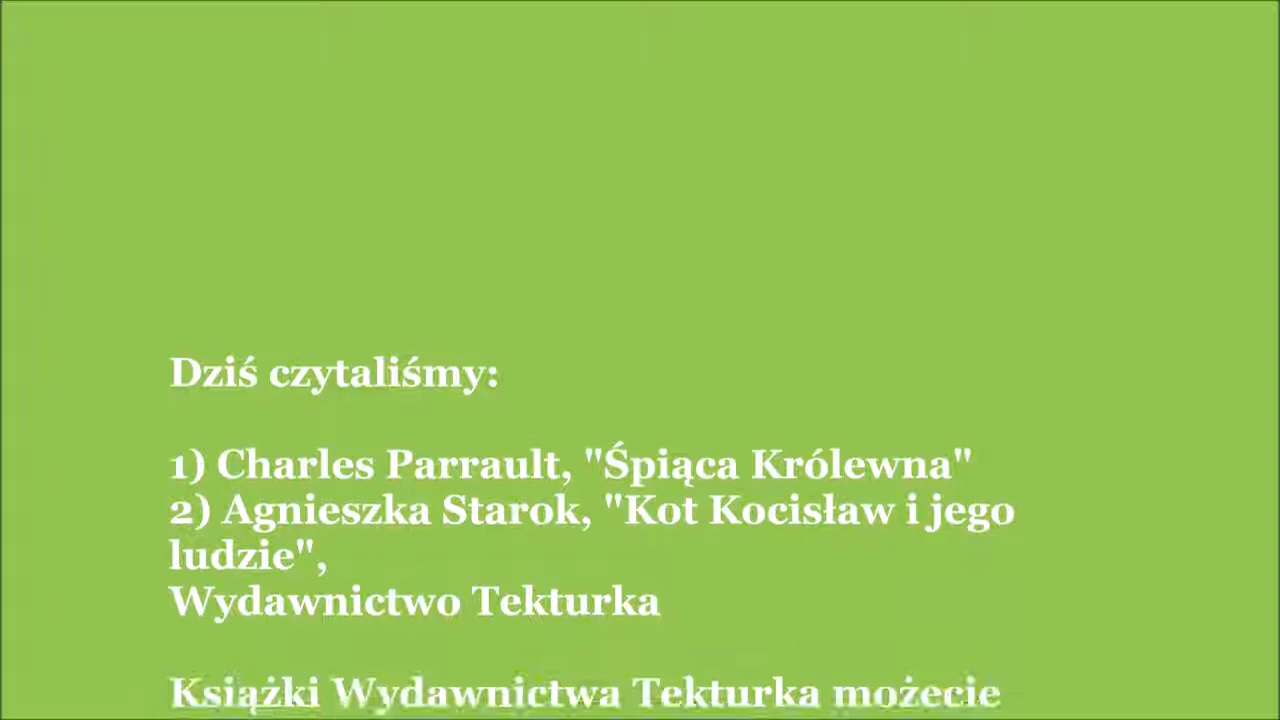 Dziś czytaliśmy:
1) Charles Parrault, "Śpiąca Królewna"
2) Agnieszka Starok, "Kot Kocisław i jego
ludzie",
Wydawnictwo Tekturka
Książki Wydawnictwa Tekturka możecie